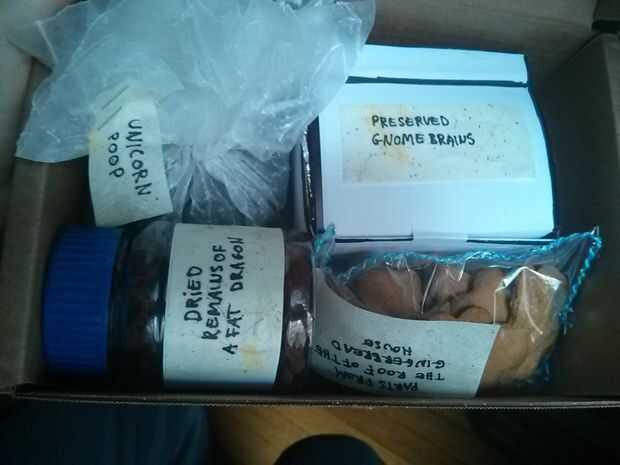 UNICORN
POOP
PRESERVED
GNOME BRAINS
DRIED
REMAINS OF
A FAT DRAGON
PARTS FROM
THE ROOF OF THE
GINGERBREAD
HOUSE